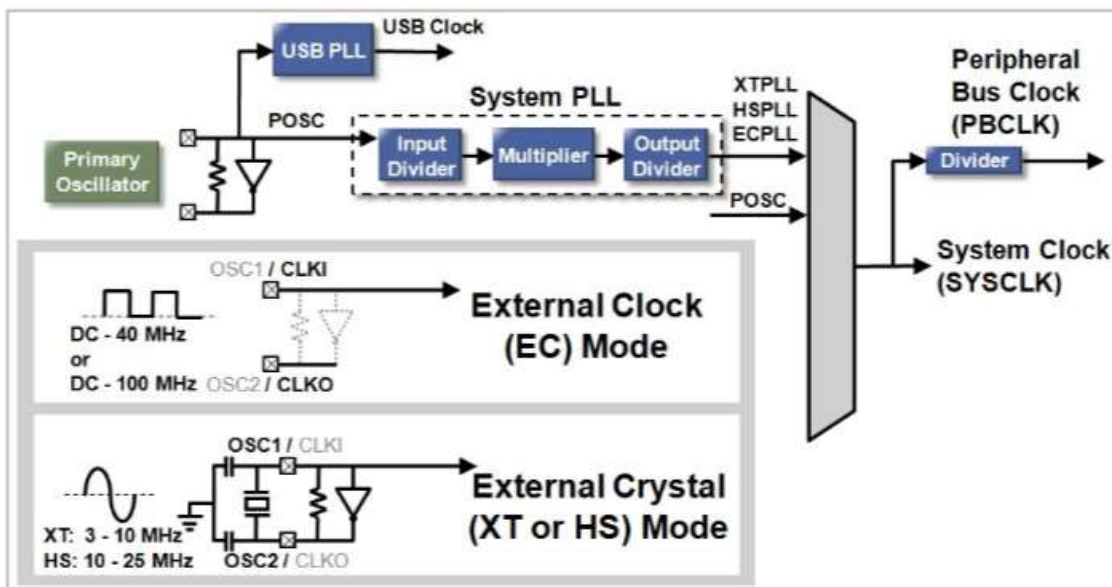 USB PLL
USB Clock
Primary
Oscillator
POSC
System PLL
Input
Divider
Multiplier
Output
Divider
XTPLL
HSPLL
ECPLL
POSC
Peripheral
Bus Clock
(PBCLK)
Divider
System Clock
(SYSCLK)
OSC1 / CLKI
DC - 40 MHz
or
DC - 100 MHz
OSC2 / CLKO
External Clock
(EC) Mode
OSC1 / CLKI
XT: 3 - 10 MHz
HS: 10 - 25 MHz
OSC2 / CLKO
External Crystal
(XT or HS) Mode